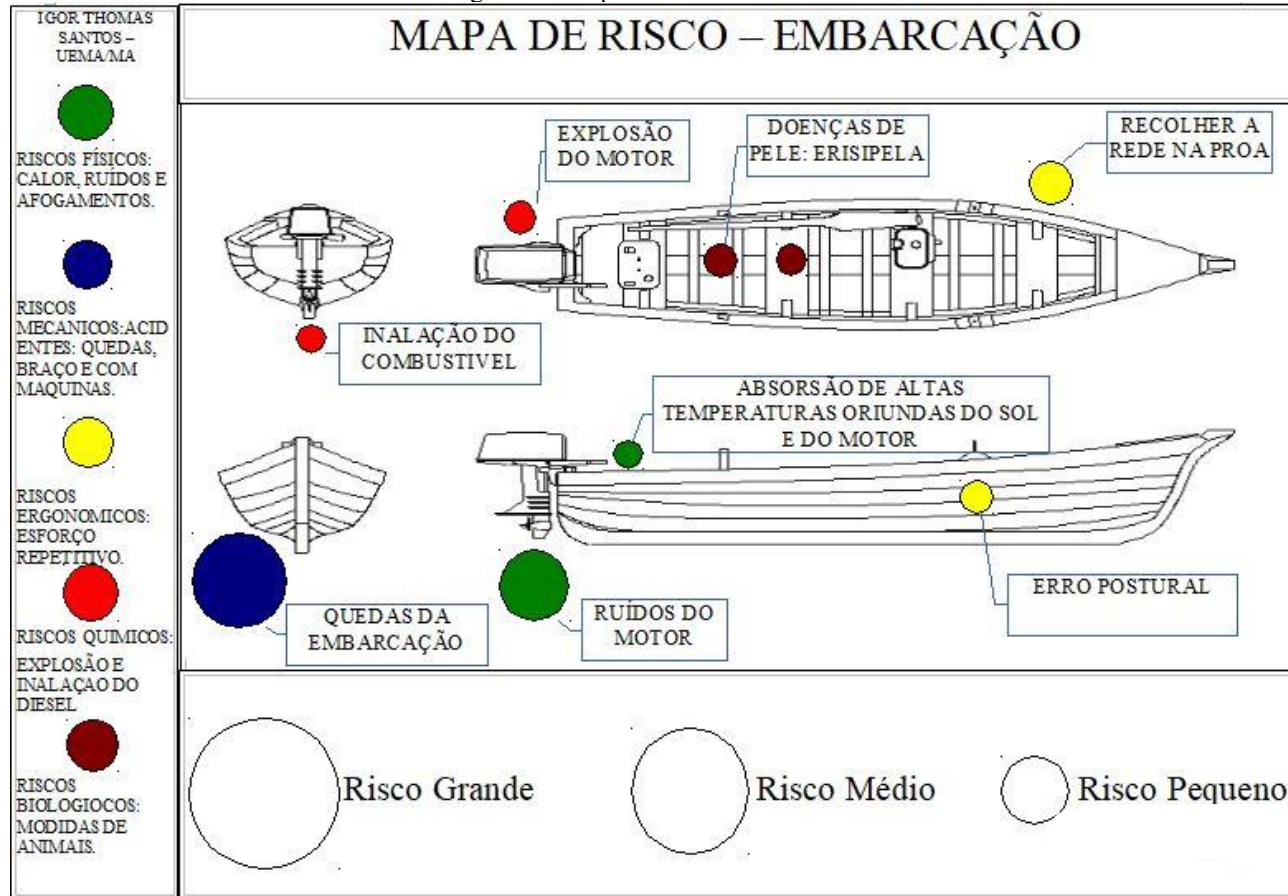 IGOR THOMAS
SANTOS –
UEMA/MA
RISCOS FÍSICOS:
CALOR, RUÍDOS E
AFOGAMENTOS.
RISCOS
MECANICOS:ACID
ENTES: QUEDAS,
BRAÇO E COM
MAQUINAS.
RISCOS
ERGONOMICOS:
ESFORÇO
REPETITIVO.
RISCOS QUIMICOS:
EXPLOSÃO E
INALAÇAO DO
DIESEL
RISCOS
BIOLOGIOCOS:
MODIDAS DE
ANIMAIS.
MAPA DE RISCO – EMBARCAÇÃO
EXPLOSÃO
DO MOTOR
DOENÇAS DE
PELE: ERISIPELA
RECOLHER A
REDE NA PROA
INALAÇÃO DO
COMBUSTIVEL
ABSORSÃO DE ALTAS
TEMPERATURAS ORIUNDAS DO SOL
E DO MOTOR
QUEDAS DA
EMBARCAÇÃO
RUÍDOS DO
MOTOR
ERRO POSTURAL
Risco Grande
Risco Médio
Risco Pequeno